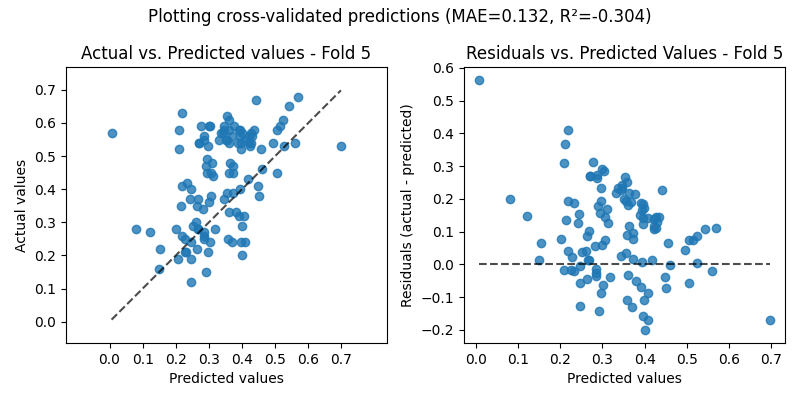 Plotting cross-validated predictions (MAE=0.132, R²=-0.304)
Actual vs. Predicted values - Fold 5
Actual values
0.7
0.6
0.5
0.4
0.3
0.2
0.1
0.0
0.0 0.1 0.2 0.3 0.4 0.5 0.6 0.7
Predicted values
Residuals vs. Predicted Values - Fold 5
Residuals (actual - predicted)
0.6
0.5
0.4
0.3
0.2
0.1
0.0
−0.1
−0.2
0.0 0.1 0.2 0.3 0.4 0.5 0.6 0.7
Predicted values